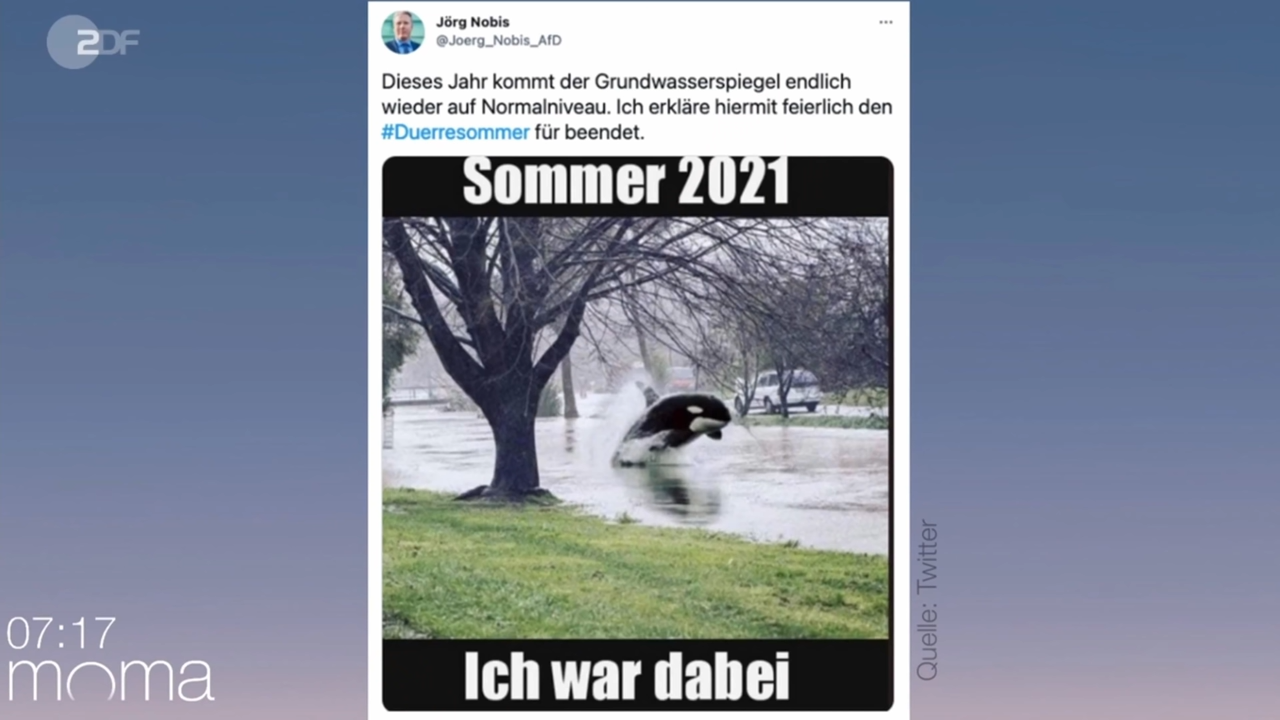 ZDF
Jörg Nobis
@Joerg_Nobis_AfD
Dieses Jahr kommt der Grundwasserspiegel endlich
wieder auf Normalniveau. Ich erkläre hiermit feierlich den
#Duerresommer für beendet.
Sommer 2021
Ich war dabei
Quelle: Twitter
07:17
moma